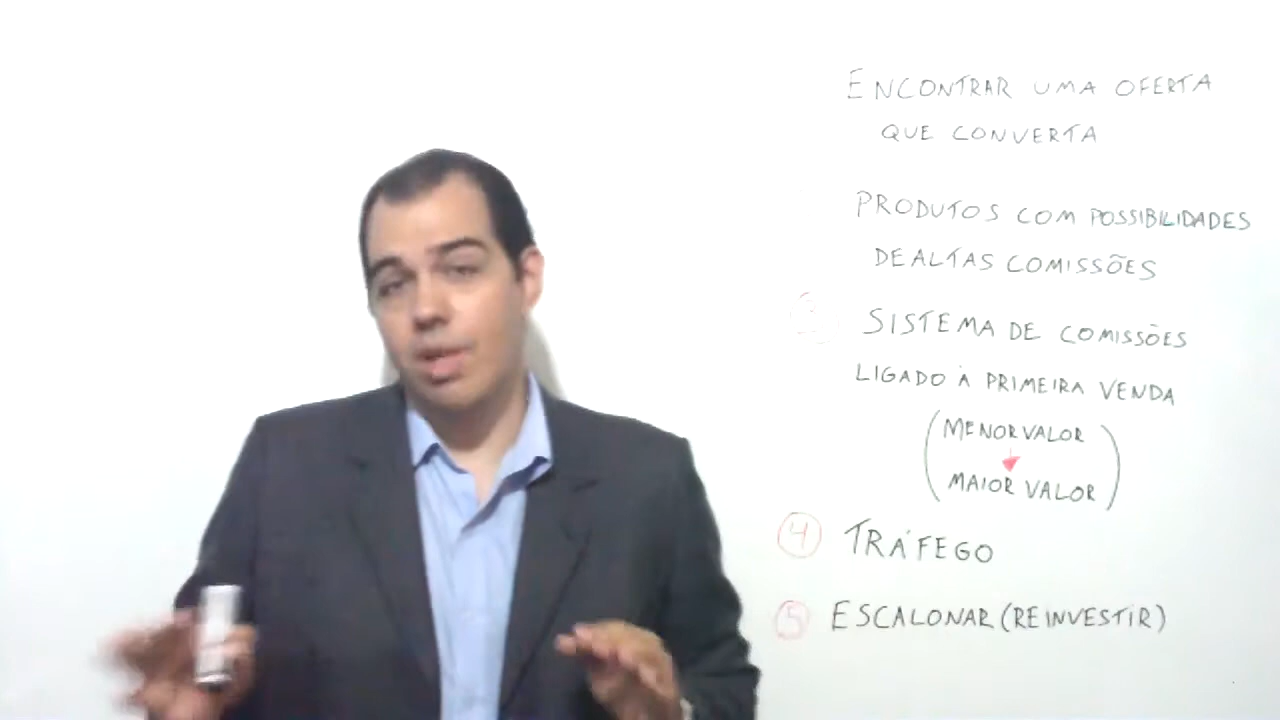 ENCONTRAR UMA OFERTA
QUE CONVERTA
PRODUTOS COM POSSIBILIDADES
DE ALTAS COMISSÕES
3 SISTEMA DE COMISSÕES
LIGADO À PRIMEIRA VENDA
(MENOR VALOR
MAIOR VALOR)
4 TRÁFEGO
5 ESCALONAR (REINVESTIR)